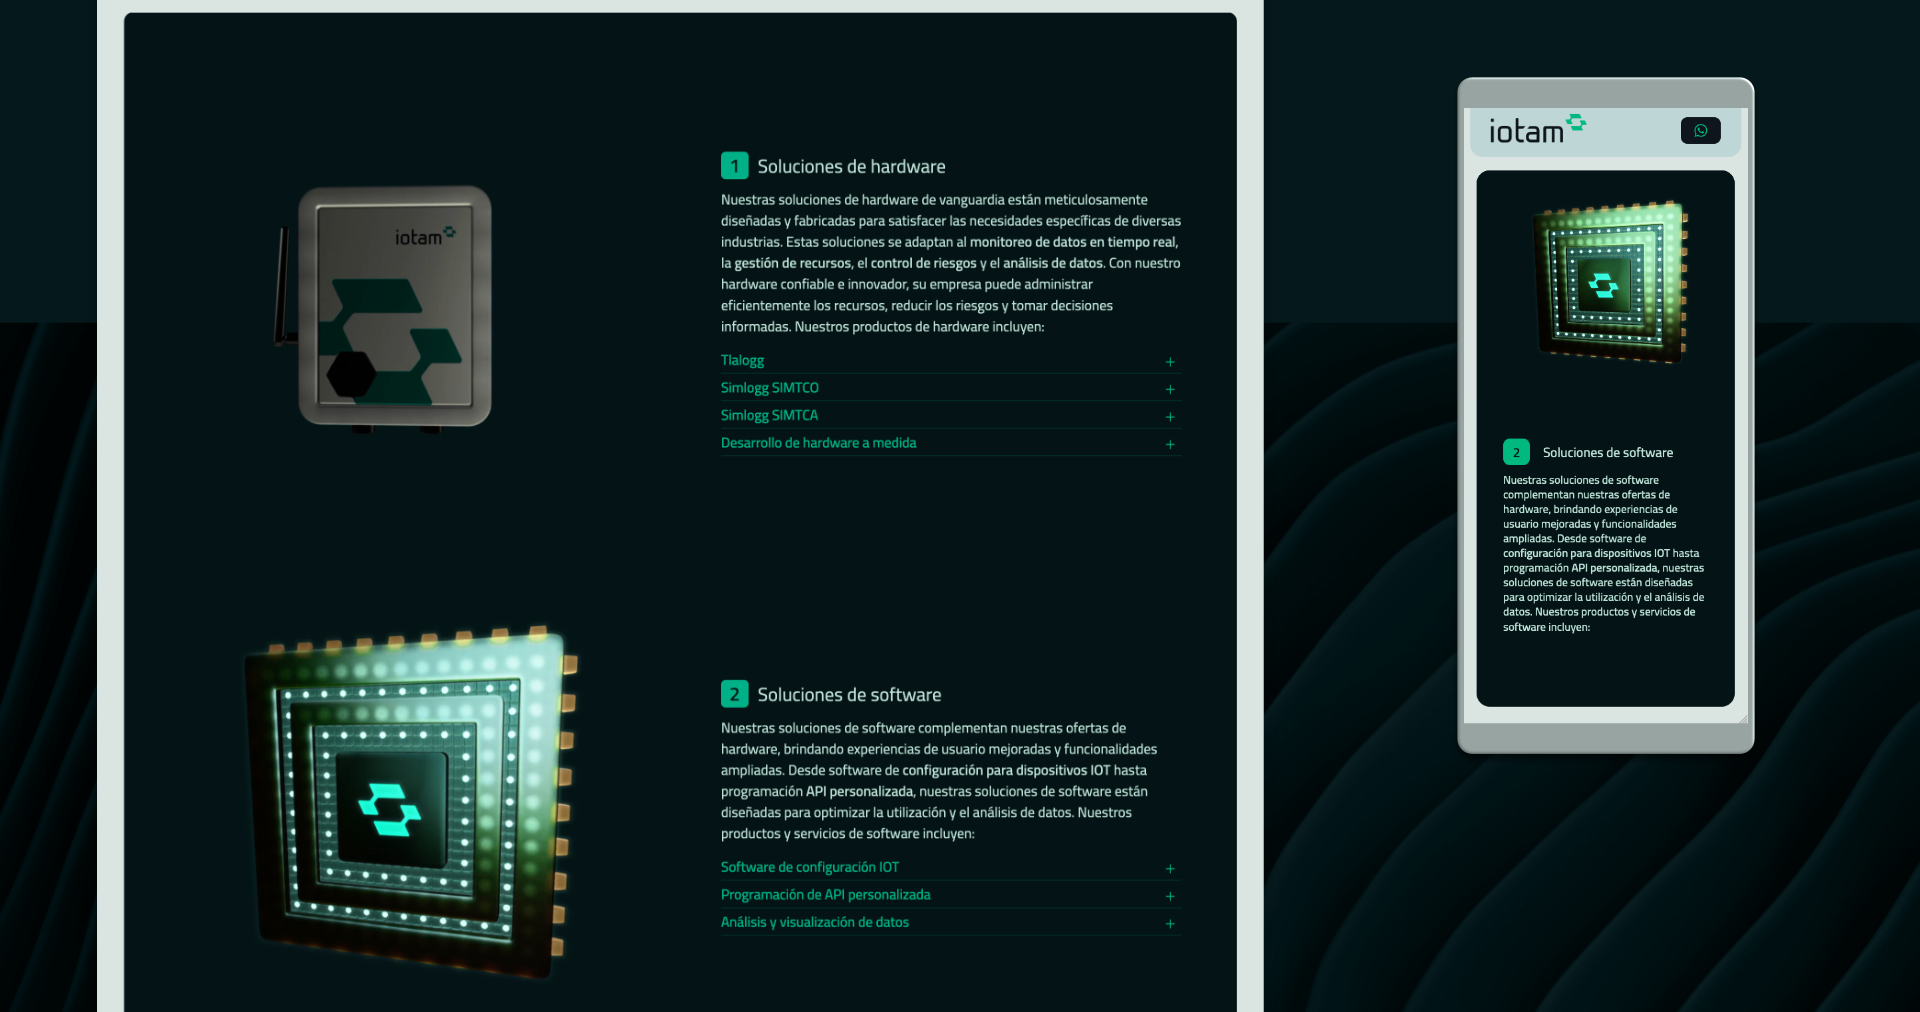 iotam
1 Soluciones de hardware
Nuestras soluciones de hardware de vanguardia están meticulosamente
diseñadas y fabricadas para satisfacer las necesidades específicas de diversas
industrias. Estas soluciones se adaptan al monitoreo de datos en tiempo real,
la gestión de recursos, el control de riesgos y el análisis de datos. Con nuestro
hardware confiable e innovador, su empresa puede administrar
eficientemente los recursos, reducir los riesgos y tomar decisiones
informadas. Nuestros productos de hardware incluyen:
Tlalogg +
Simlogg SIMTCO +
Simlogg SIMTCA +
Desarrollo de hardware a medida +
2 Soluciones de software
Nuestras soluciones de software complementan nuestras ofertas de
hardware, brindando experiencias de usuario mejoradas y funcionalidades
ampliadas. Desde software de configuración para dispositivos IOT hasta
programación API personalizada, nuestras soluciones de software están
diseñadas para optimizar la utilización y el análisis de datos. Nuestros
productos y servicios de software incluyen:
Software de configuración IOT +
Programación de API personalizada +
Análisis y visualización de datos +
iotam
2 Soluciones de software
Nuestras soluciones de software
complementan nuestras ofertas de
hardware, brindando experiencias de
usuario mejoradas y funcionalidades
ampliadas. Desde software de
configuración para dispositivos IOT hasta
programación API personalizada, nuestras
soluciones de software están diseñadas
para optimizar la utilización y el análisis de
datos. Nuestros productos y servicios de
software incluyen: